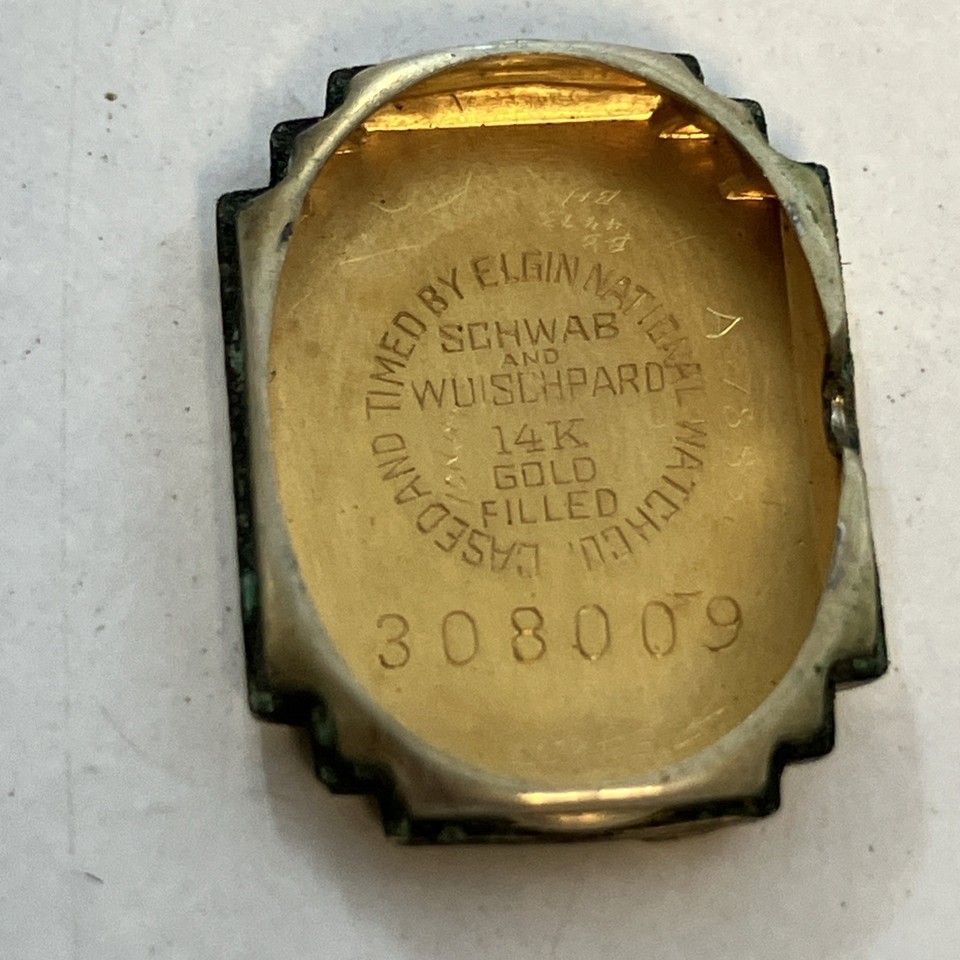 CASED AND TIMED BY ELGIN NATIONAL WATCH CO.
SCHWAB
AND
WUISCHPARD
14K
GOLD
FILLED
308009